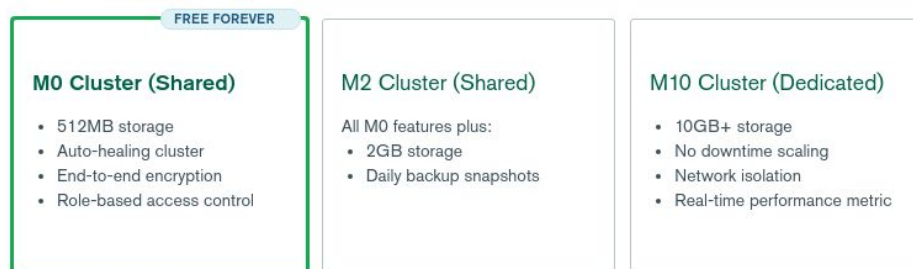 FREE FOREVER
M0 Cluster (Shared)
• 512MB storage
• Auto-healing cluster
• End-to-end encryption
• Role-based access control
M2 Cluster (Shared)
All M0 features plus:
• 2GB storage
• Daily backup snapshots
M10 Cluster (Dedicated)
• 10GB+ storage
• No downtime scaling
• Network isolation
• Real-time performance metric